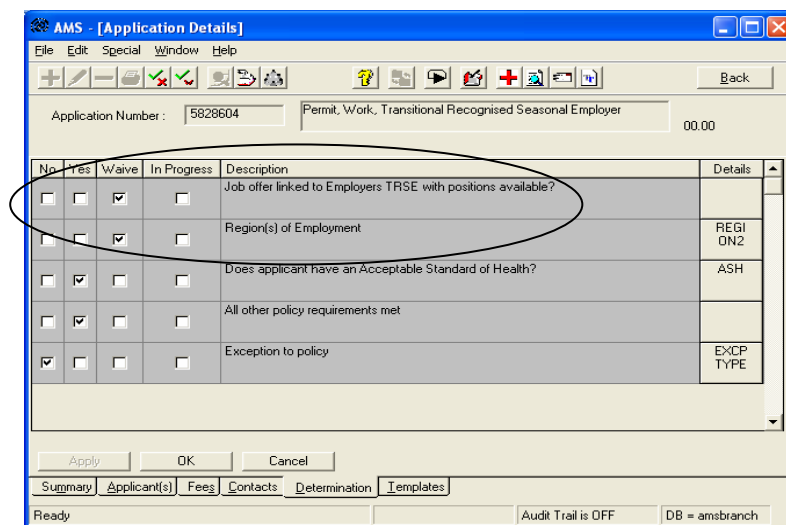 AMS - [Application Details]
File Edit Special Window Help
Back
Application Number : 5828604 Permit, Work, Transitional Recognised Seasonal Employer 00.00
No Yes Waive In Progress Description Details
Job offer linked to Employers TRSE with positions available?
Region(s) of Employment REGI
ON2
Does applicant have an Acceptable Standard of Health? ASH
All other policy requirements met
Exception to policy EXCP
TYPE
Apply OK Cancel
Summary Applicant(s) Fees Contacts Determination Templates
Ready Audit Trail is OFF DB = amsbranch